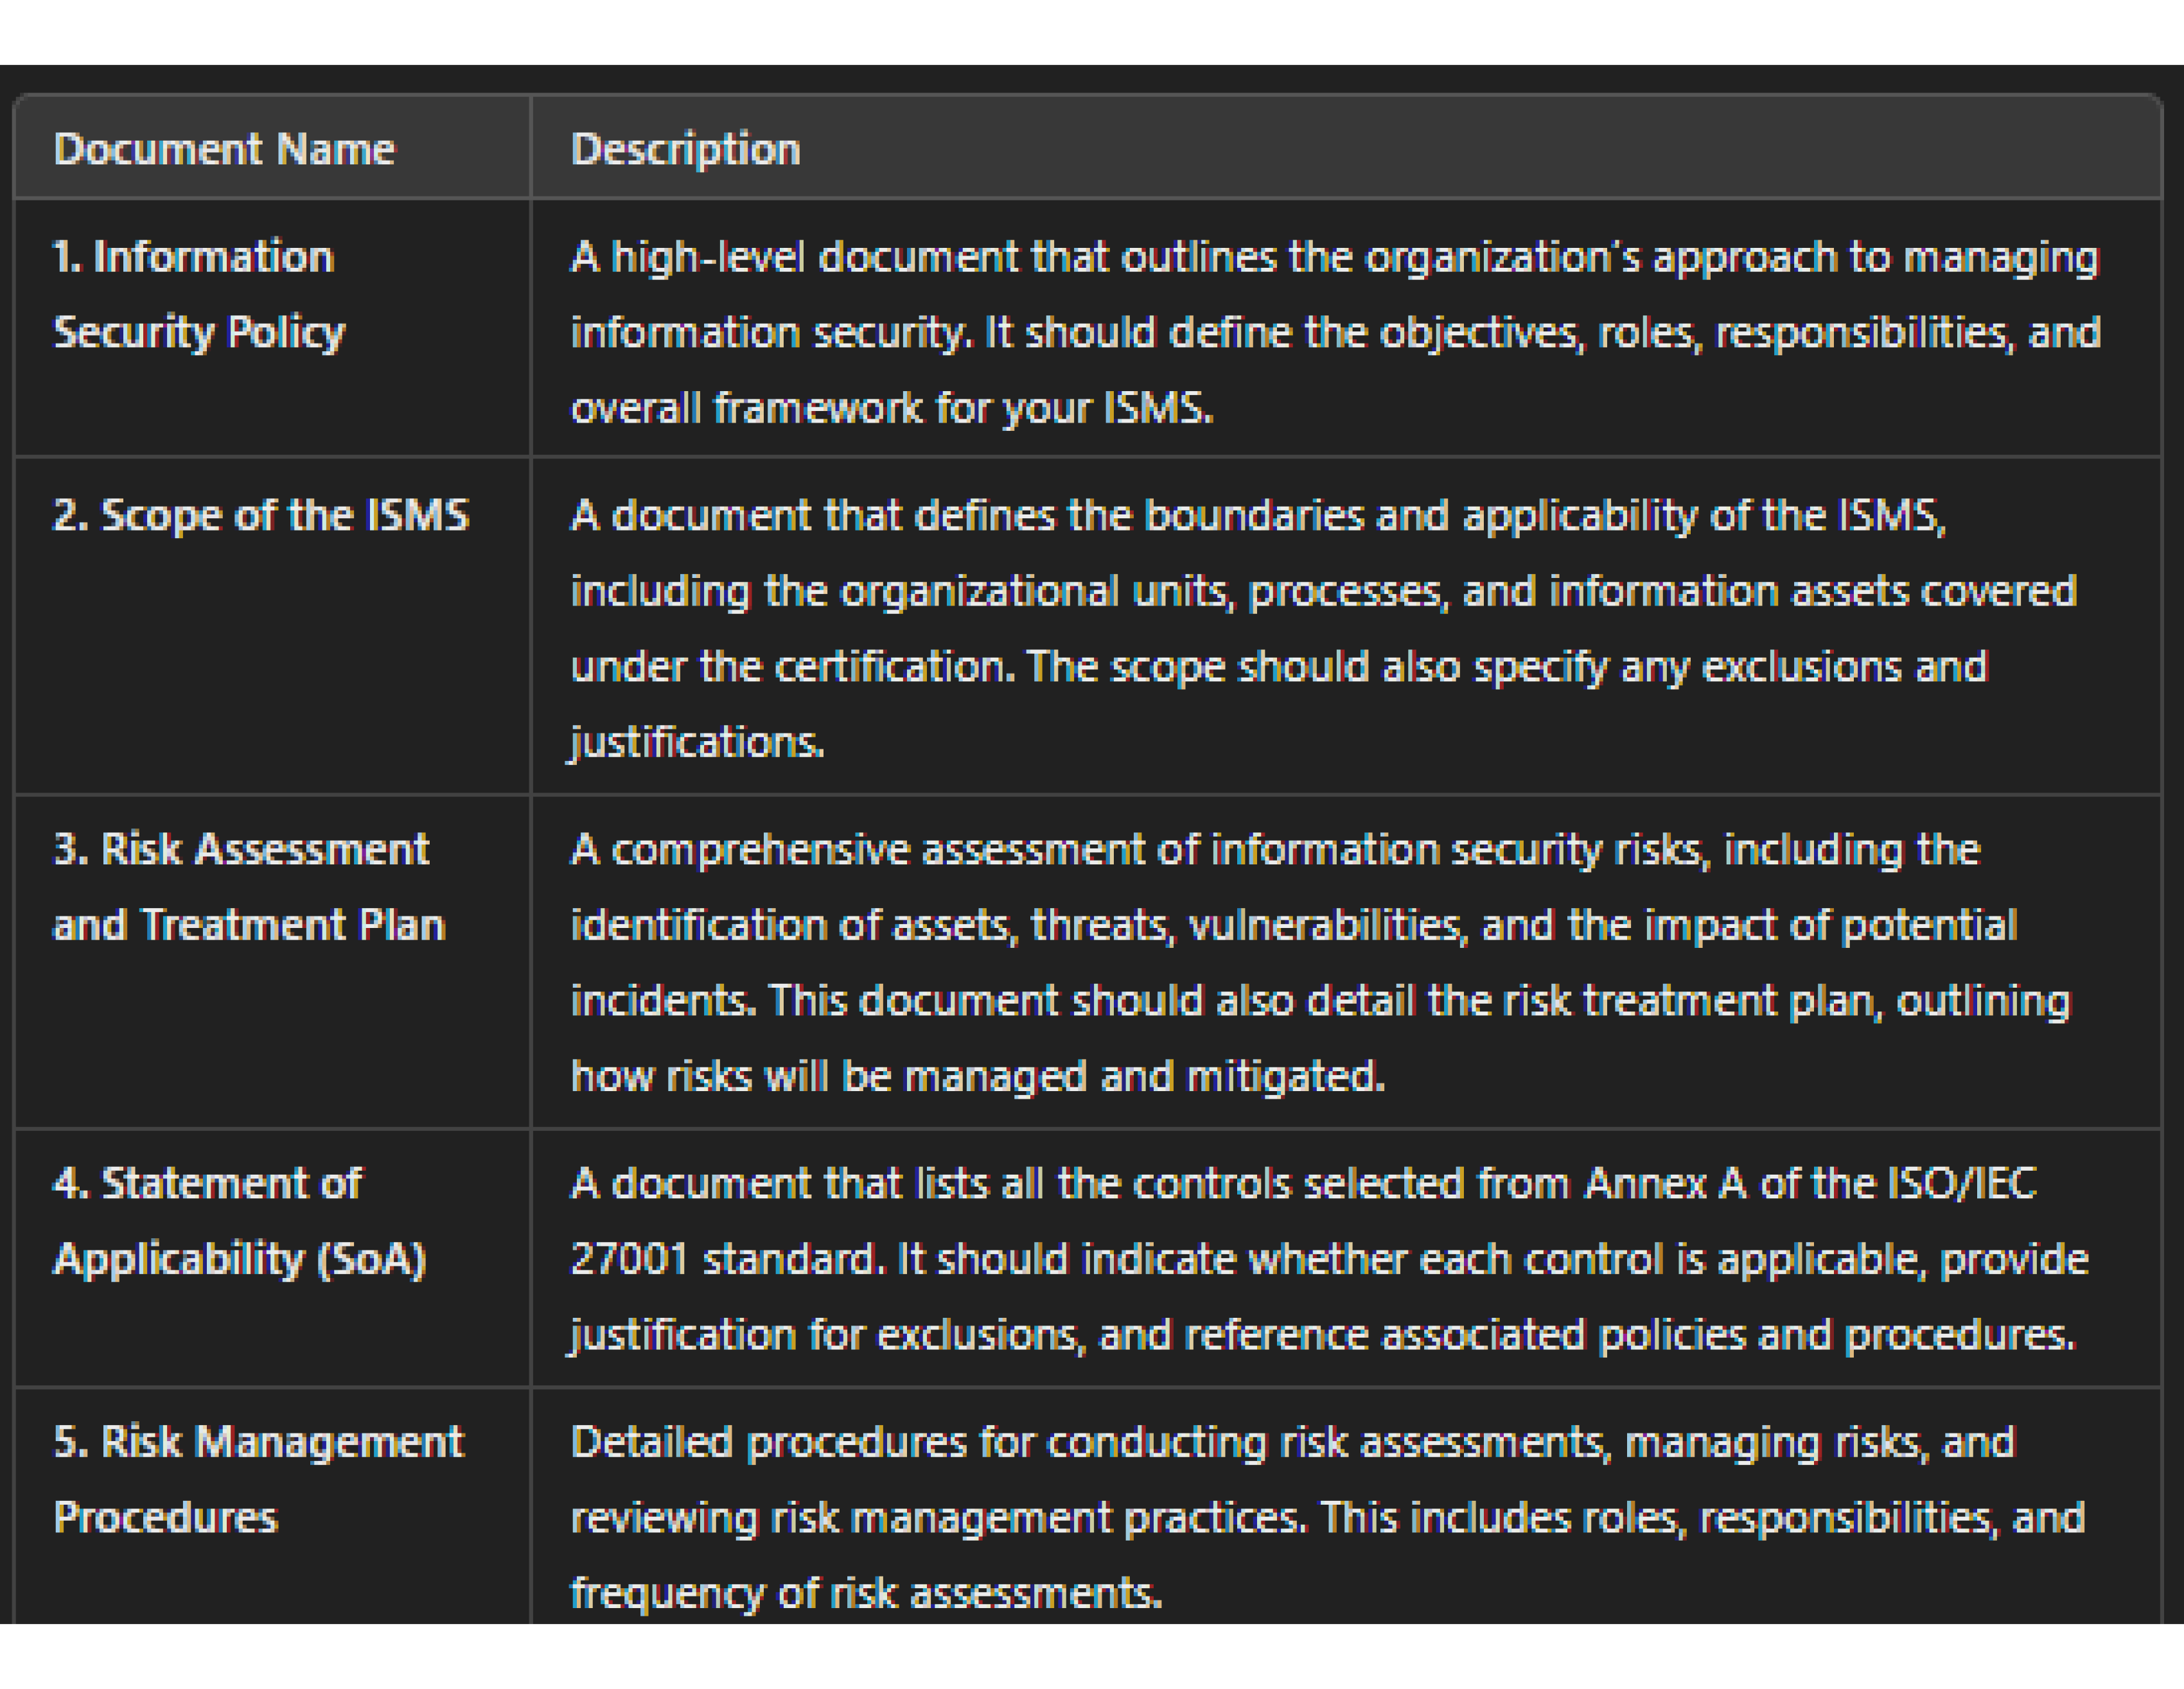 Document Name
Description
1. Information
Security Policy
A high-level document that outlines the organization's approach to managing
information security. It should define the objectives, roles, responsibilities, and
overall framework for your ISMS.
2. Scope of the ISMS
A document that defines the boundaries and applicability of the ISMS,
including the organizational units, processes, and information assets covered
under the certification. The scope should also specify any exclusions and
justifications.
3. Risk Assessment
and Treatment Plan
A comprehensive assessment of information security risks, including the
identification of assets, threats, vulnerabilities, and the impact of potential
incidents. This document should also detail the risk treatment plan, outlining
how risks will be managed and mitigated.
4. Statement of
Applicability (SoA)
A document that lists all the controls selected from Annex A of the ISO/IEC
27001 standard. It should indicate whether each control is applicable, provide
justification for exclusions, and reference associated policies and procedures.
5. Risk Management
Procedures
Detailed procedures for conducting risk assessments, managing risks, and
reviewing risk management practices. This includes roles, responsibilities, and
frequency of risk assessments.